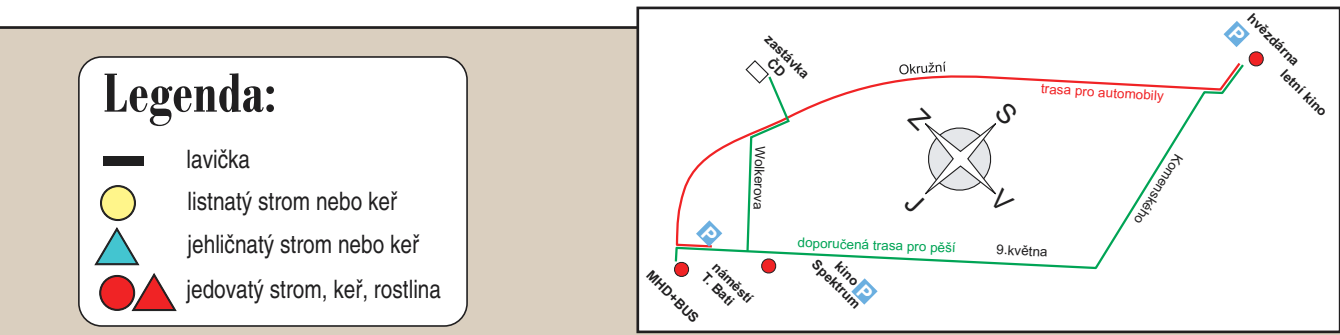 Legenda:
lavička
listnatý strom nebo keř
jehličnatý strom nebo keř
jedovatý strom, keř, rostlina
zastávka
ČD
Okružní
trasa pro automobily
P
hvězdárna
letní kino
Z
S
J
V
Wolkerova
Komenského
P
doporučená trasa pro pěší
9.května
MHD+BUS
náměstí
T. Bati
kino
Spektrum
P